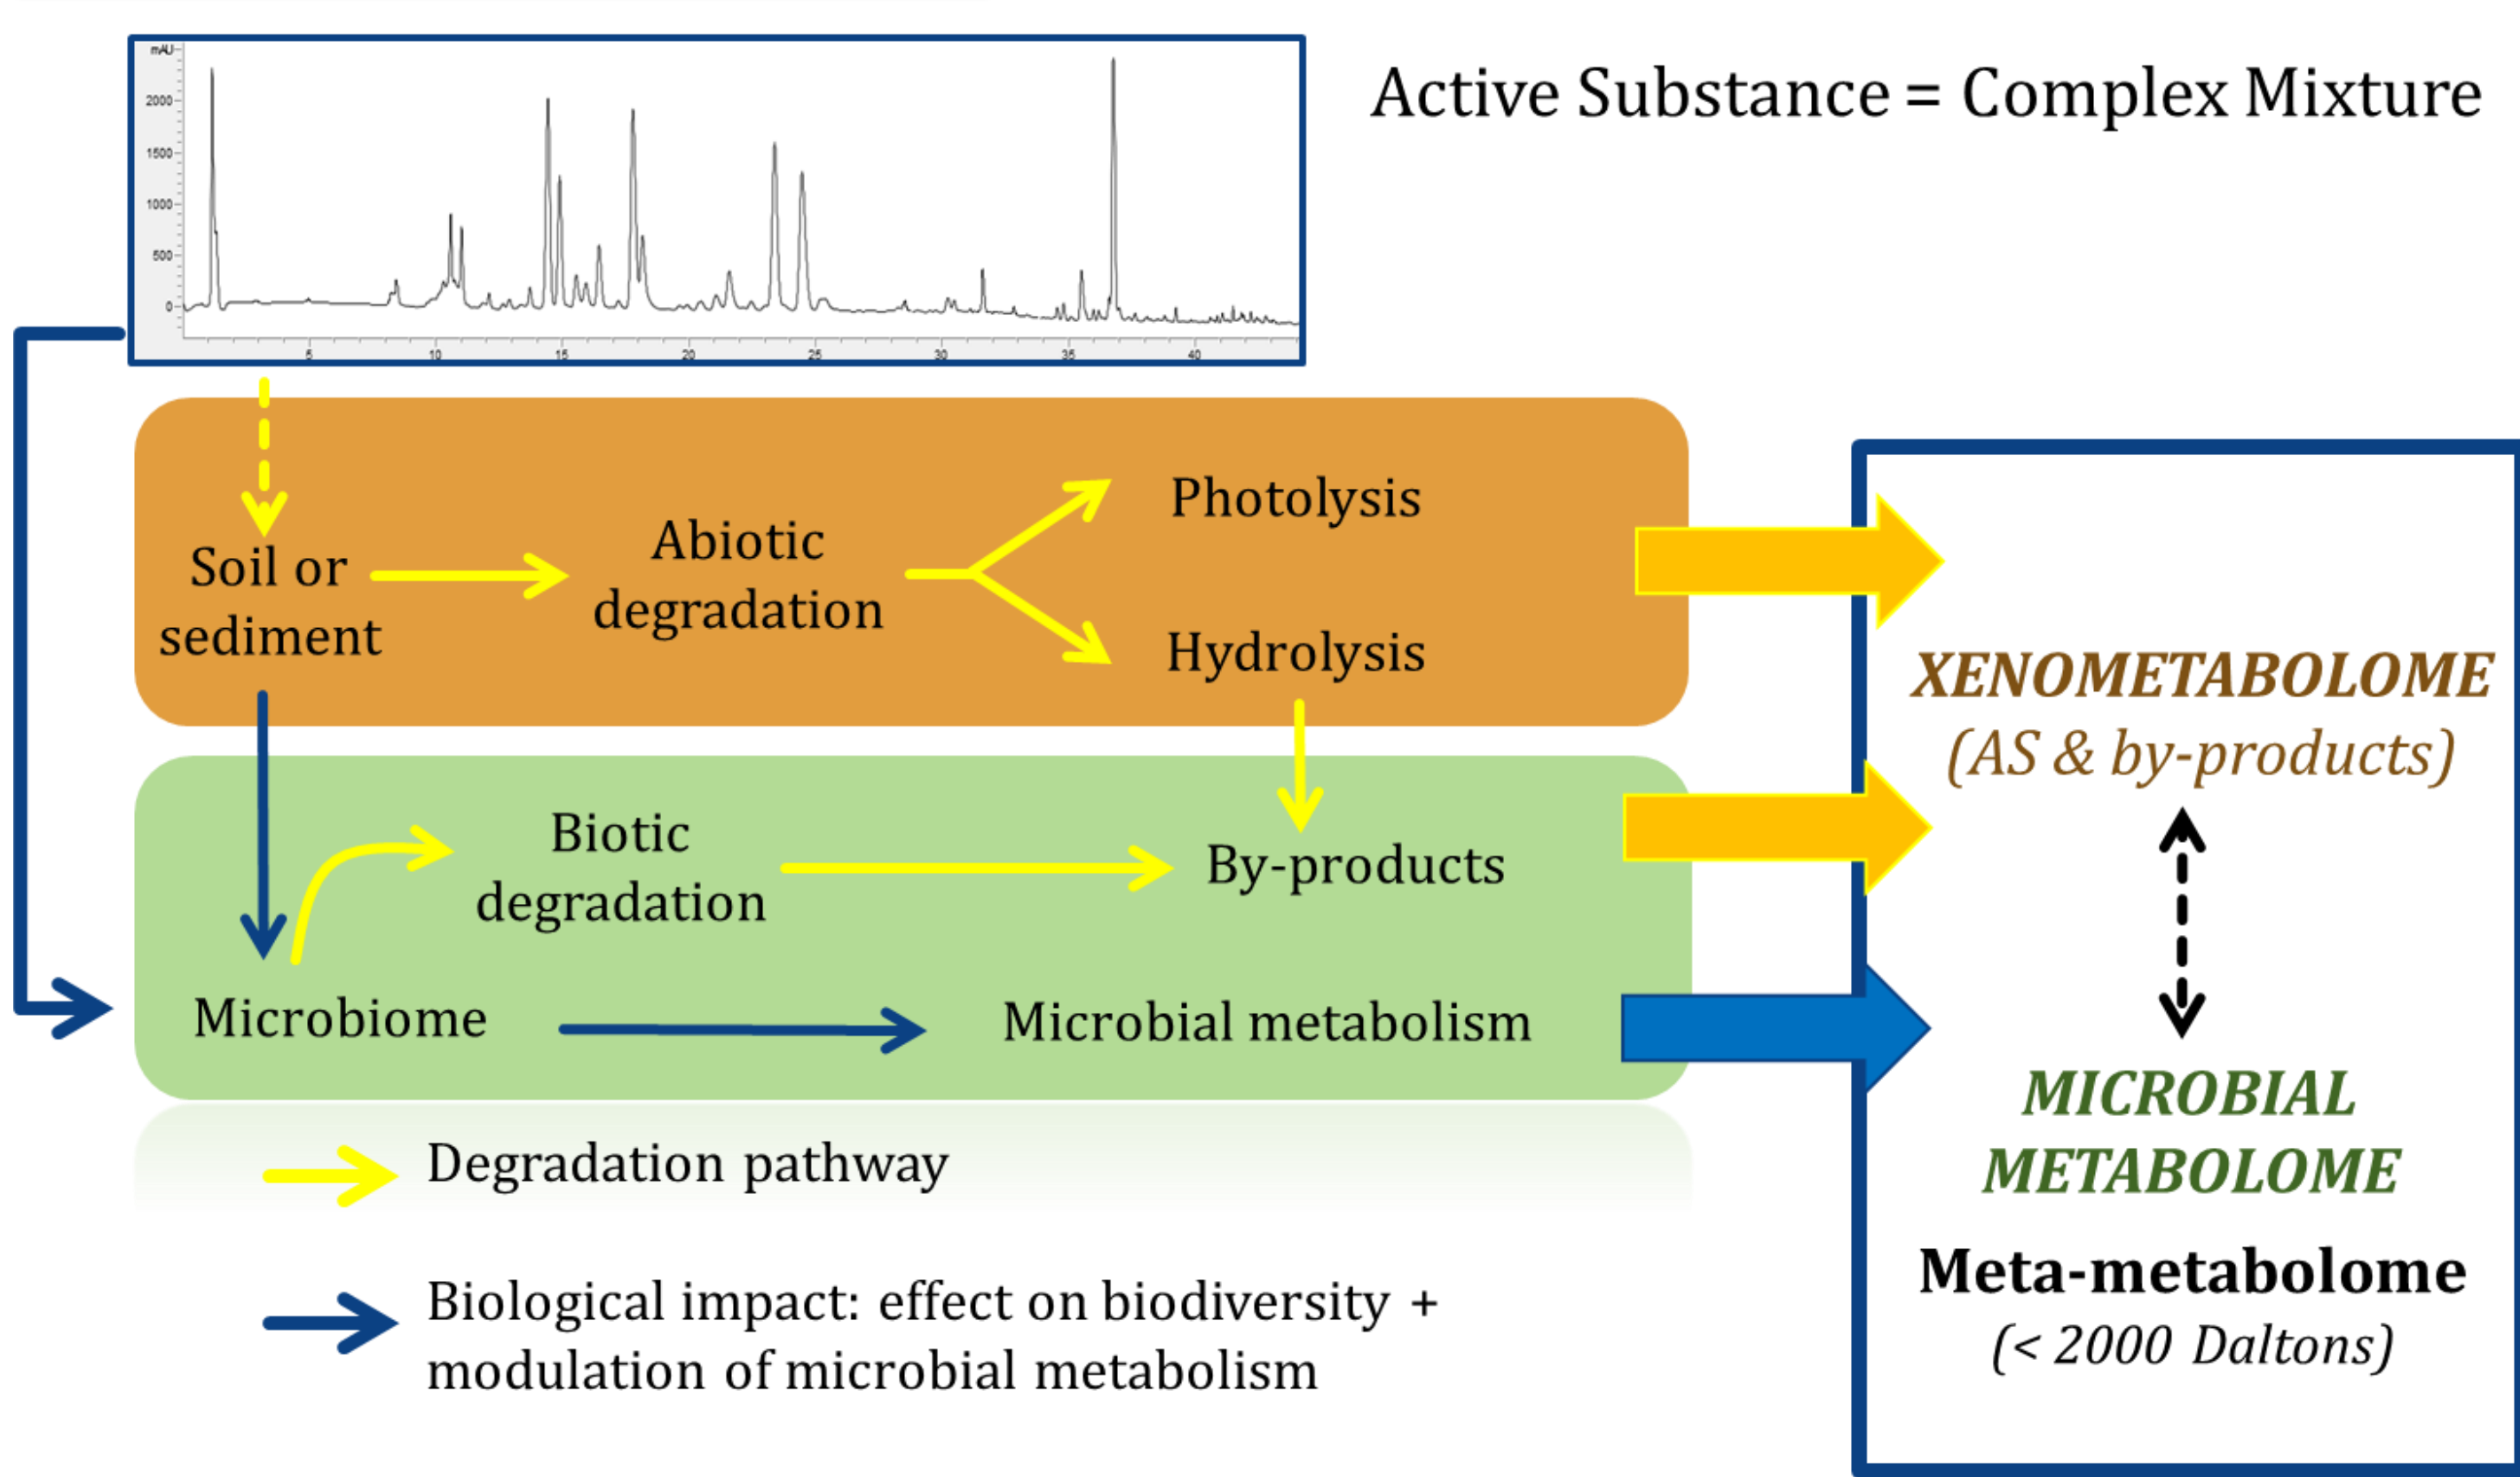 mAU
2000
1500
1000
500
0
5
10
15
20
25
30
35
40
Active Substance = Complex Mixture
Soil or
sediment
Abiotic
degradation
Photolysis
Hydrolysis
Biotic
degradation
By-products
Microbiome
Microbial metabolism
XENOMETABOLOME
(AS & by-products)
MICROBIAL
METABOLOME
Meta-metabolome
(< 2000 Daltons)
Degradation pathway
Biological impact: effect on biodiversity +
modulation of microbial metabolism